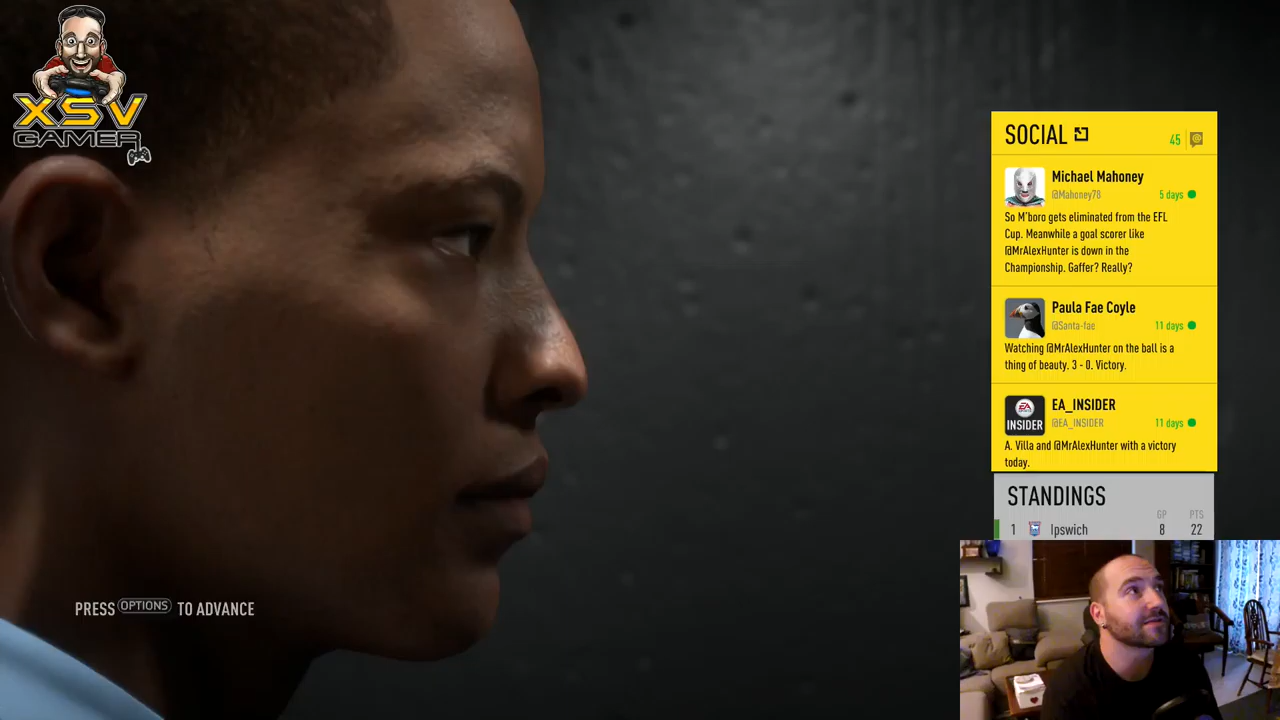 XSV
GAMER
SOCIAL
45
Michael Mahoney
@Mahoney78
5 days
So M'boro gets eliminated from the EFL
Cup. Meanwhile a goal scorer like
@MrAlexHunter is down in the
Championship. Gaffer? Really?
Paula Fae Coyle
@Santa-fae
11 days
Watching @MrAlexHunter on the ball is a
thing of beauty. 3 - 0. Victory.
EA SPORTS
INSIDER
EA_INSIDER
@EA_INSIDER
11 days
A. Villa and @MrAlexHunter with a victory
today.
STANDINGS
GP PTS
1 Ipswich 8 22
PRESS OPTIONS TO ADVANCE